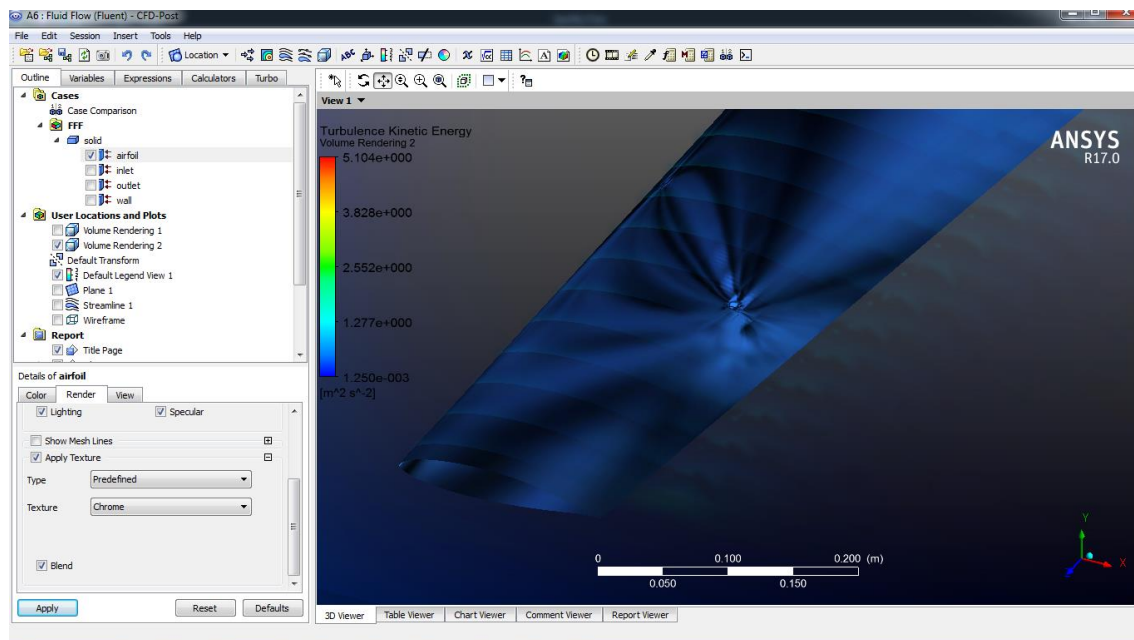 A6 : Fluid Flow (Fluent) - CFD-Post
File Edit Session Insert Tools Help
Location
Outline Variables Expressions Calculators Turbo
Cases
Case Comparison
FFF
solid
airfoil
inlet
outlet
wall
User Locations and Plots
Volume Rendering 1
Volume Rendering 2
Default Transform
Default Legend View 1
Plane 1
Streamline 1
Wireframe
Report
Title Page
Details of airfoil
Color Render View
Lighting Specular
Show Mesh Lines
Apply Texture
Type Predefined
Texture Chrome
Blend
Apply Reset Defaults
View 1
Turbulence Kinetic Energy
Volume Rendering 2
5.104e+000
3.828e+000
2.552e+000
1.277e+000
1.250e-003
[m^2 s^-2]
ANSYS
R17.0
0 0.100 0.200 (m)
0.050 0.150
Y
X
Z
3D Viewer Table Viewer Chart Viewer Comment Viewer Report Viewer